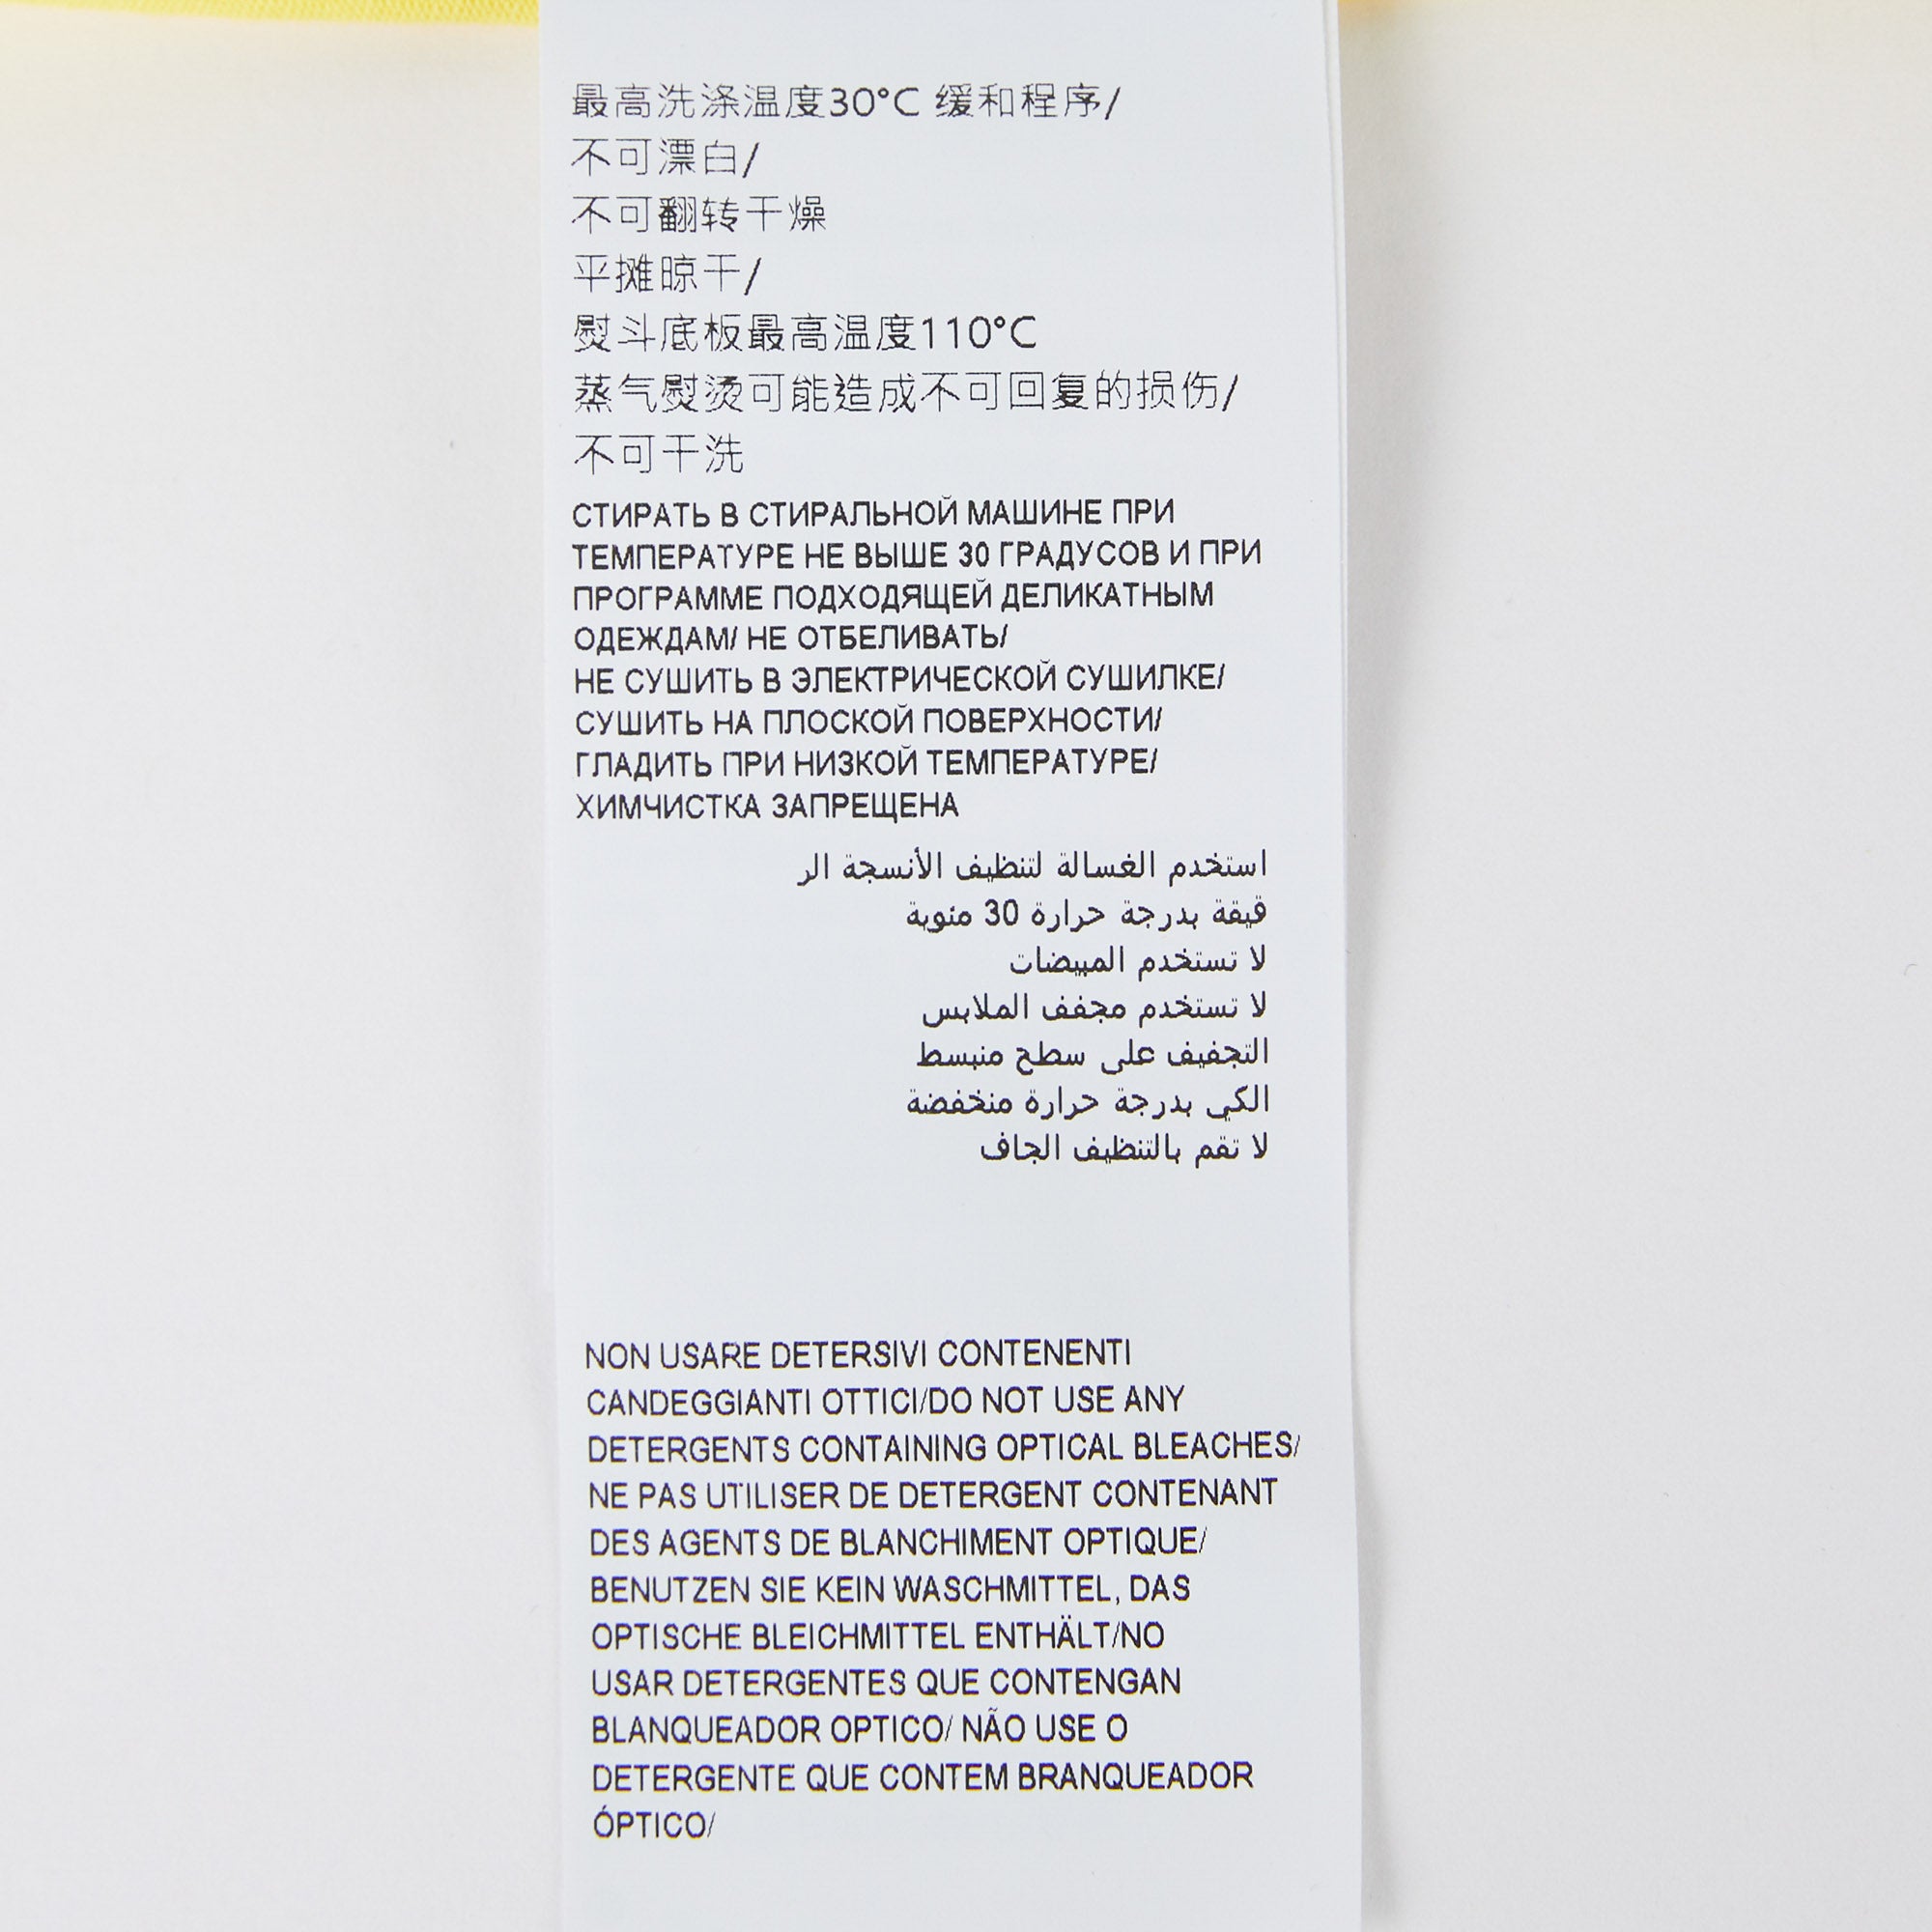 最高洗涤温度30°C 缓和程序/
不可漂白/
不可翻转干燥
平摊晾干/
熨斗底板最高温度110°C
蒸气熨烫可能造成不可回复的损伤/
不可干洗
СТИРАТЬ В СТИРАЛЬНОЙ МАШИНЕ ПРИ
ТЕМПЕРАТУРЕ НЕ ВЫШЕ 30 ГРАДУСОВ И ПРИ
ПРОГРАММЕ ПОДХОДЯЩЕЙ ДЕЛИКАТНЫМ
ОДЕЖДАМ/ НЕ ОТБЕЛИВАТЬ/
НЕ СУШИТЬ В ЭЛЕКТРИЧЕСКОЙ СУШИЛКЕ/
СУШИТЬ НА ПЛОСКОЙ ПОВЕРХНОСТИ/
ГЛАДИТЬ ПРИ НИЗКОЙ ТЕМПЕРАТУРЕ/
ХИМЧИСТКА ЗАПРЕЩЕНА
استخدم الغسالة لتنظيف الأنسجة الر
قيقة بدرجة حرارة 30 مئوية
لا تستخدم المبيضات
لا تستخدم مجفف الملابس
التجفيف على سطح منبسط
الكي بدرجة حرارة منخفضة
لا تقم بالتنظيف الجاف
NON USARE DETERSIVI CONTENENTI
CANDEGGIANTI OTTICI/DO NOT USE ANY
DETERGENTS CONTAINING OPTICAL BLEACHES/
NE PAS UTILISER DE DETERGENT CONTENANT
DES AGENTS DE BLANCHIMENT OPTIQUE/
BENUTZEN SIE KEIN WASCHMITTEL, DAS
OPTISCHE BLEICHMITTEL ENTHÄLT/NO
USAR DETERGENTES QUE CONTENGAN
BLANQUEADOR OPTICO/ NÃO USE O
DETERGENTE QUE CONTEM BRANQUEADOR
ÓPTICO/